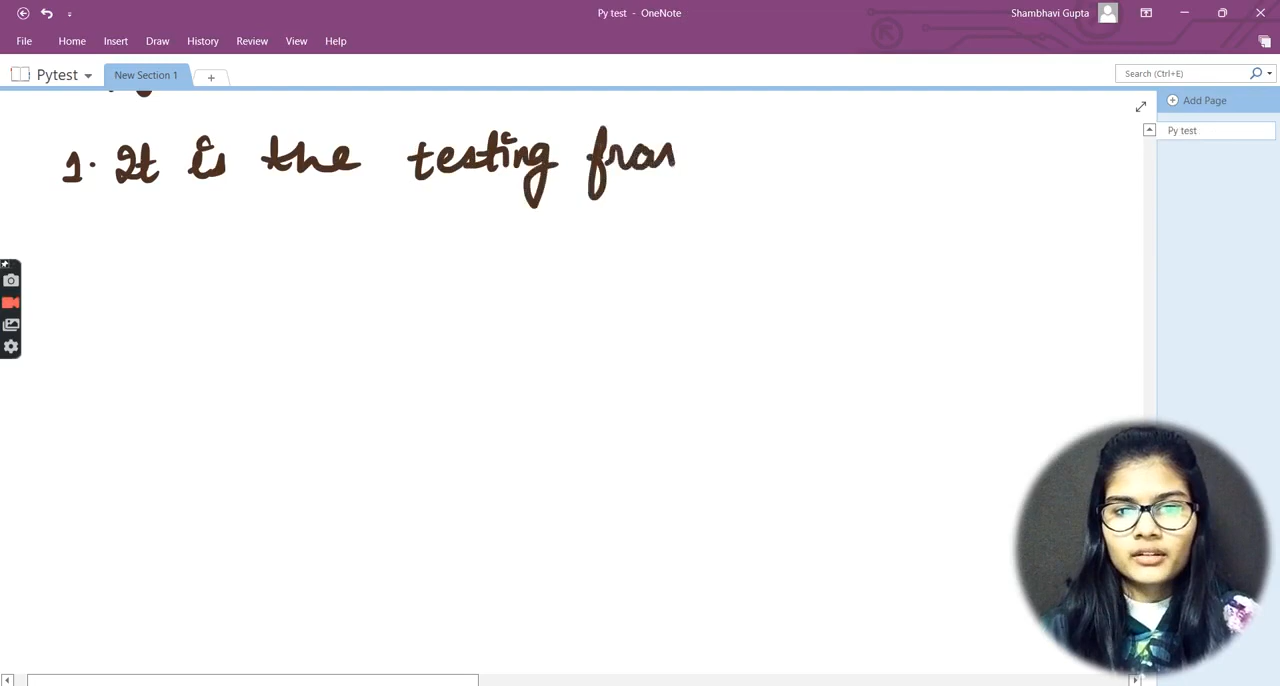 Py test - OneNote
Shambhavi Gupta
File Home Insert Draw History Review View Help
Pytest
New Section 1
+
Search (Ctrl+E)
Add Page
Py test
1. It is the testing fram